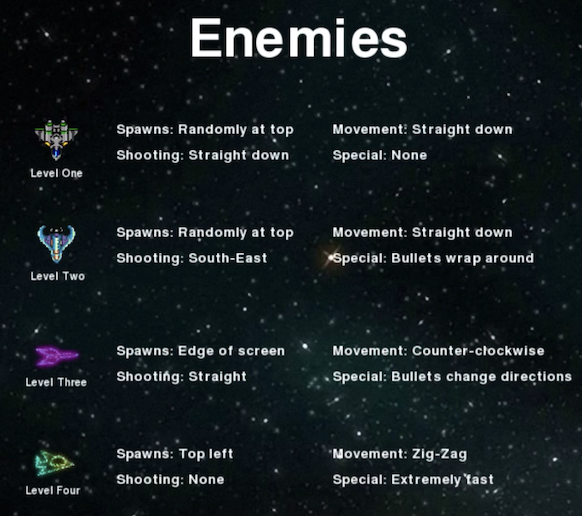 Enemies
Spawns: Randomly at top Movement: Straight down
Shooting: Straight down Special: None
Level One
Spawns: Randomly at top Movement: Straight down
Shooting: South-East Special: Bullets wrap around
Level Two
Spawns: Edge of screen Movement: Counter-clockwise
Shooting: Straight Special: Bullets change directions
Level Three
Spawns: Top left Movement: Zig-Zag
Shooting: None Special: Extremely fast
Level Four